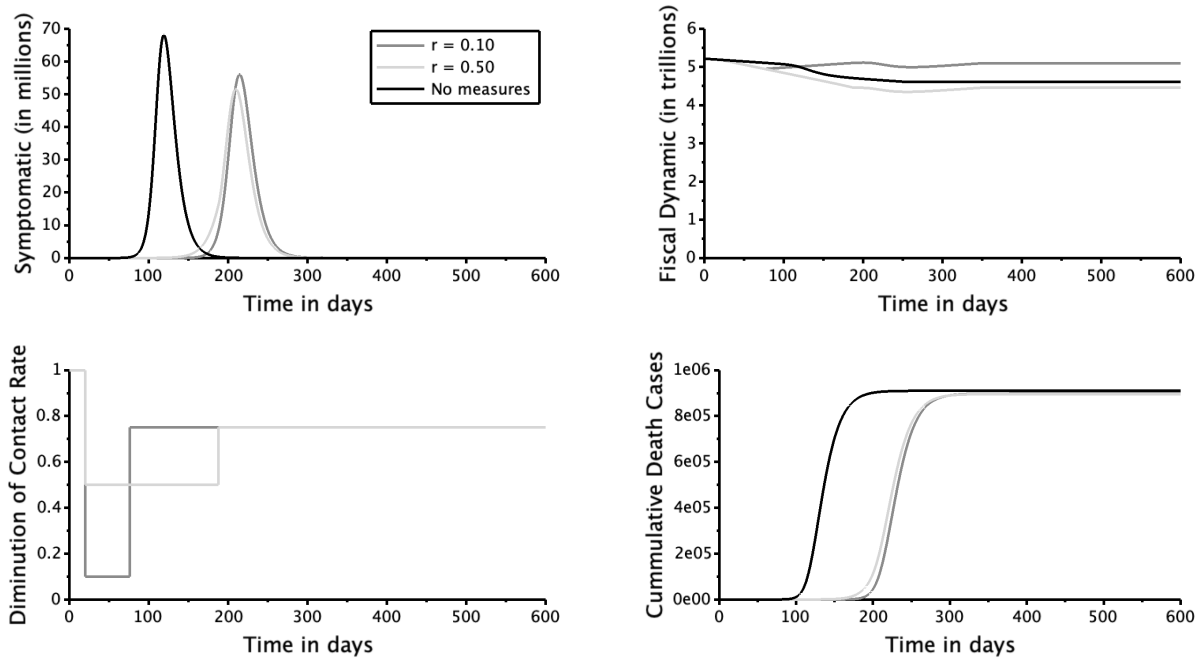 Symptomatic (in millions)
70
60
50
40
30
20
10
0
0 100 200 300 400 500 600
Time in days
r = 0.10
r = 0.50
No measures
Fiscal Dynamic (in trillions)
6
5
4
3
2
1
0
0 100 200 300 400 500 600
Time in days
Diminution of Contact Rate
1
0.8
0.6
0.4
0.2
0
0 100 200 300 400 500 600
Time in days
Cummulative Death Cases
1e06
8e05
6e05
4e05
2e05
0e00
0 100 200 300 400 500 600
Time in days